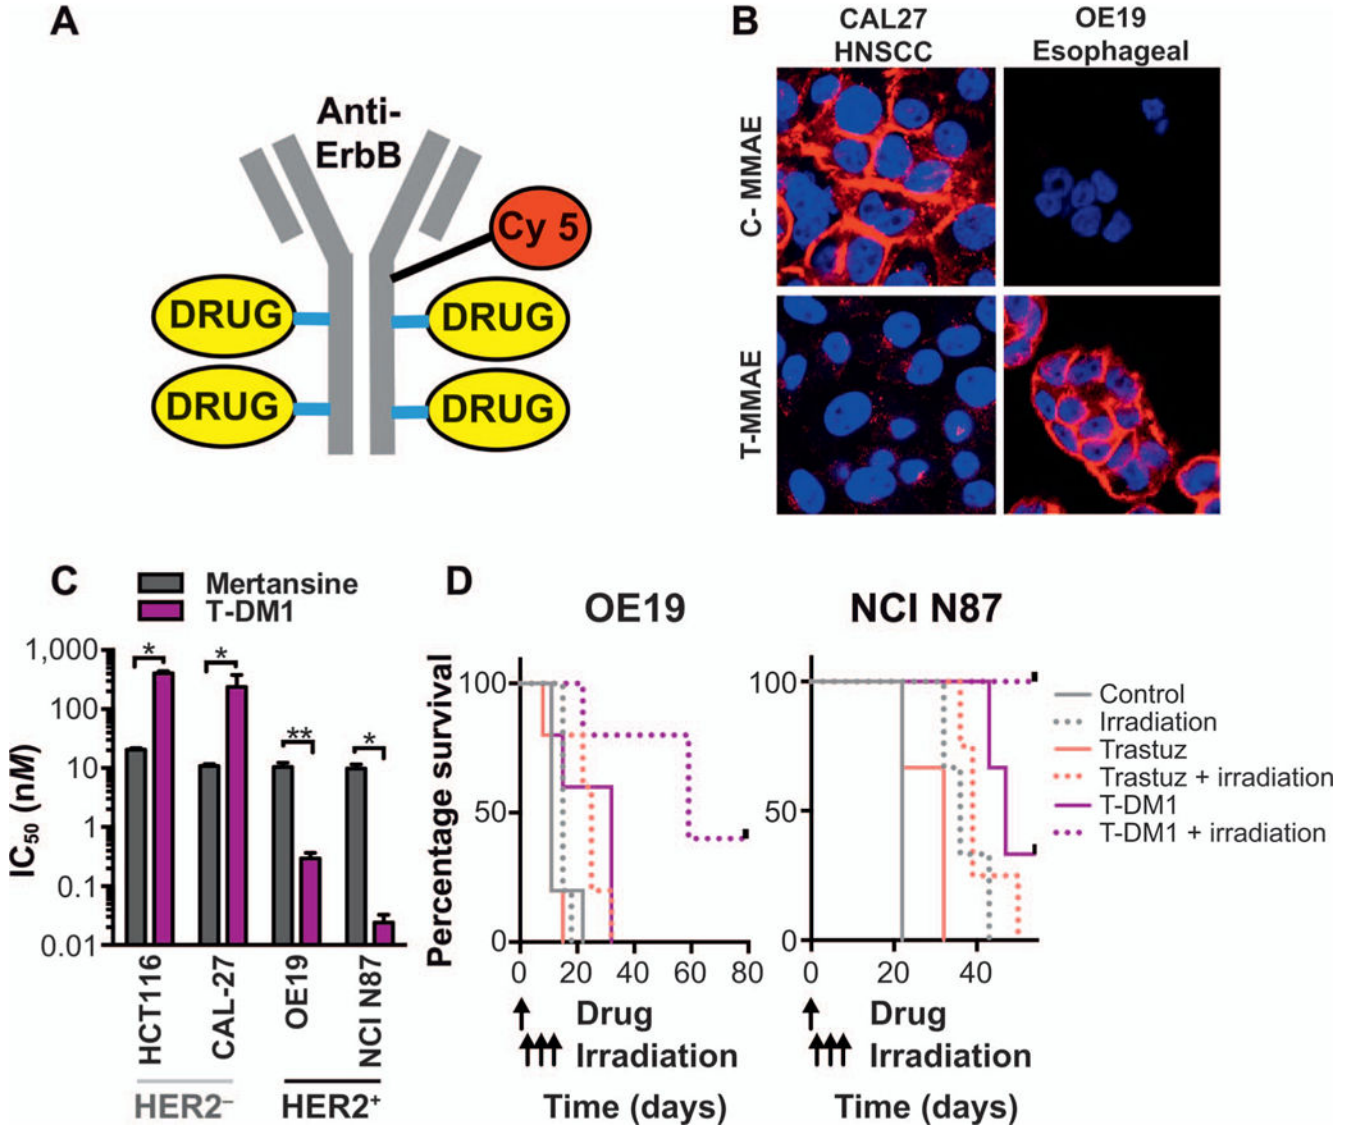 A
Anti-
ErbB
Cy 5
DRUG
DRUG
DRUG
DRUG
B
CAL27
HNSCC
OE19
Esophageal
C- MMAE
T-MMAE
C
Mertansine
T-DM1
IC50 (nM)
1,000
100
10
1
0.1
0.01
*
*
**
*
HCT116
CAL-27
OE19
NCI N87
HER2–
HER2+
D
OE19
NCI N87
Percentage survival
100
50
0
0
20
40
60
80
100
50
0
0
20
40
Control
Irradiation
Trastuz
Trastuz + irradiation
T-DM1
T-DM1 + irradiation
Drug
Irradiation
Time (days)
Drug
Irradiation
Time (days)